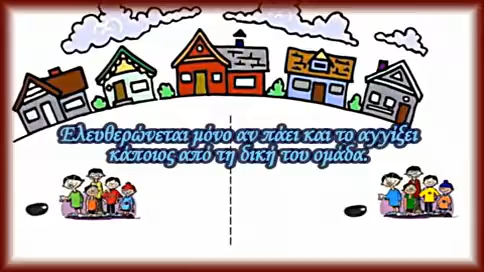 Ελευθερώνεται μόνο αν πάει και το αγγίξει
κάποιος από τη δική του ομάδα.